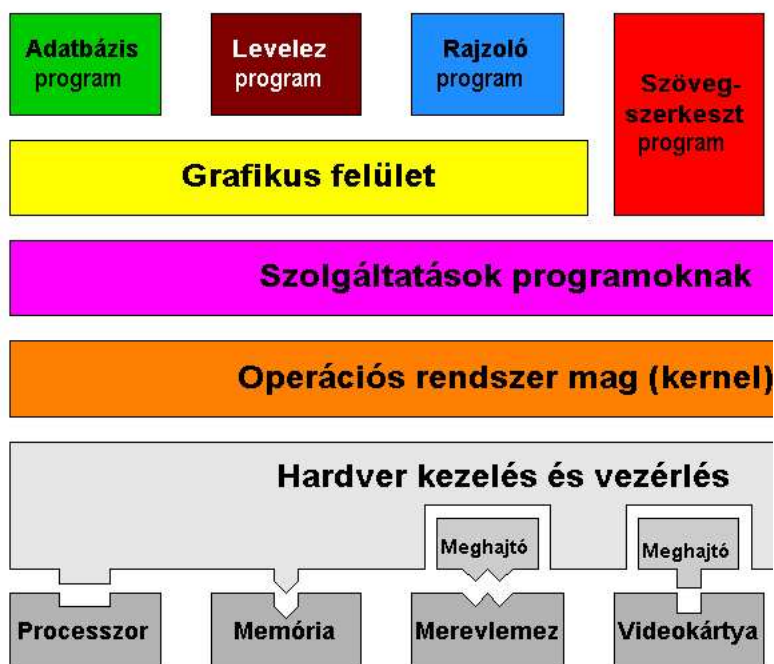 Adatbázis
program
Levelez
program
Rajzoló
program
Szöveg-
szerkeszt
program
Grafikus felület
Szolgáltatások programoknak
Operációs rendszer mag (kernel)
Hardver kezelés és vezérlés
Meghajtó
Meghajtó
Processzor
Memória
Merevlemez
Videokártya